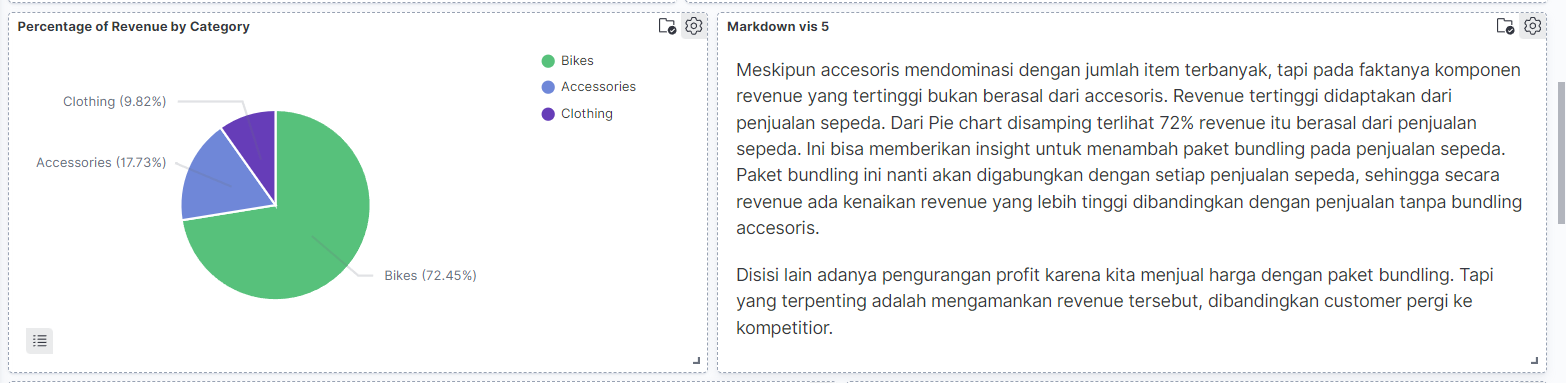 Percentage of Revenue by Category
Bikes
Accessories
Clothing
Clothing (9.82%)
Accessories (17.73%)
Bikes (72.45%)
Markdown vis 5
Meskipun accesoris mendominasi dengan jumlah item terbanyak, tapi pada faktanya komponen
revenue yang tertinggi bukan berasal dari accesoris. Revenue tertinggi didaptakan dari
penjualan sepeda. Dari Pie chart disamping terlihat 72% revenue itu berasal dari penjualan
sepeda. Ini bisa memberikan insight untuk menambah paket bundling pada penjualan sepeda.
Paket bundling ini nanti akan digabungkan dengan setiap penjualan sepeda, sehingga secara
revenue ada kenaikan revenue yang lebih tinggi dibandingkan dengan penjualan tanpa bundling
accesoris.
Disisi lain adanya pengurangan profit karena kita menjual harga dengan paket bundling. Tapi
yang terpenting adalah mengamankan revenue tersebut, dibandingkan customer pergi ke
kompetitior.